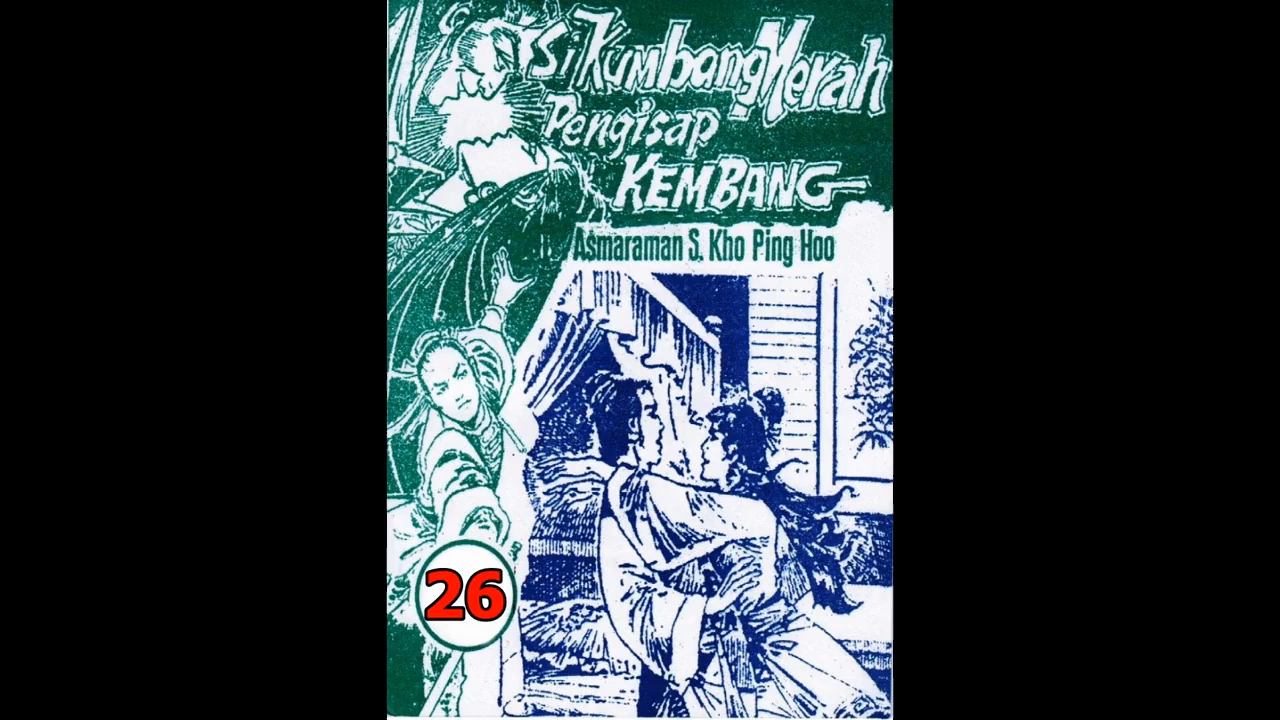 Si Kumbang Merah
Pengisap
KEMBANG
Asmaraman S. Kho Ping Hoo
26